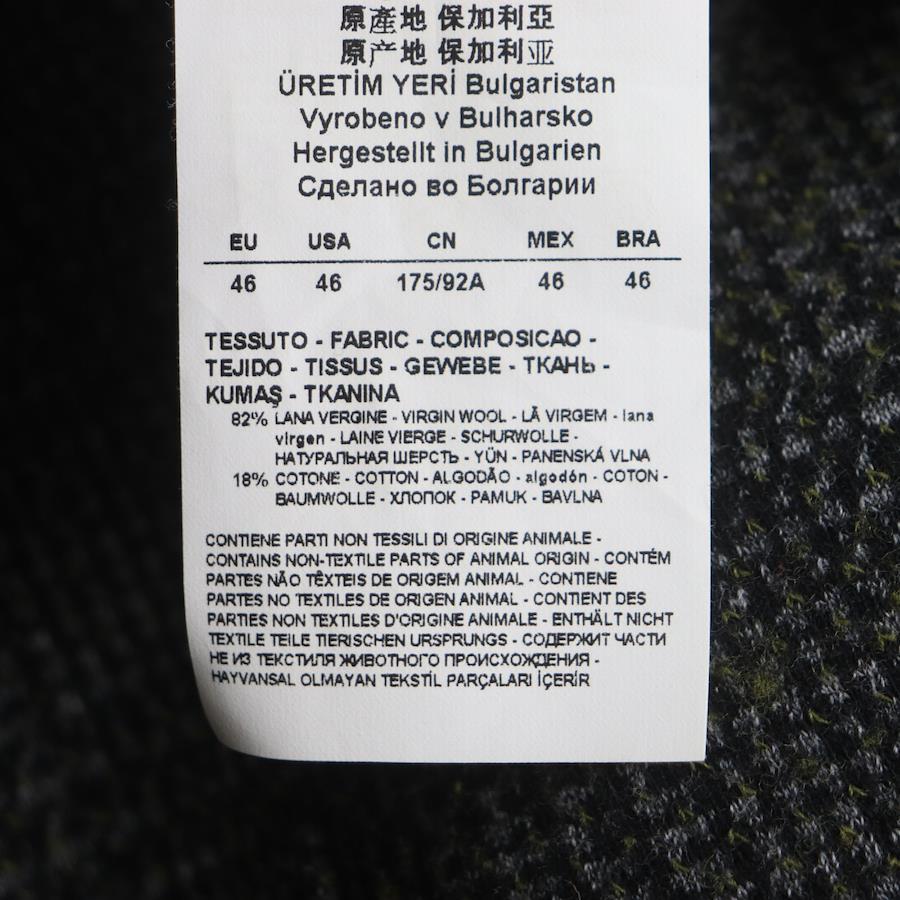 原產地 保加利亞
原产地 保加利亚
ÜRETİM YERİ Bulgaristan
Vyrobeno v Bulharsko
Hergestellt in Bulgarien
Сделано во Болгарии
EU USA CN MEX BRA
46 46 175/92A 46 46
TESSUTO - FABRIC - COMPOSICAO -
TEJIDO - TISSUS - GEWEBE - ТКАНЬ -
KUMAŞ - TKANINA
82% LANA VERGINE - VIRGIN WOOL - LÃ VIRGEM - lana
virgen - LAINE VIERGE - SCHURWOLLE -
НАТУРАЛЬНАЯ ШЕРСТЬ - YÜN - PANENSKÁ VLNA
18% COTONE - COTTON - ALGODÃO - algodón - COTON -
BAUMWOLLE - ХЛОПОК - PAMUK - BAVLNA
CONTIENE PARTI NON TESSILI DI ORIGINE ANIMALE -
CONTAINS NON-TEXTILE PARTS OF ANIMAL ORIGIN - CONTÉM
PARTES NÃO TÊXTEIS DE ORIGEM ANIMAL - CONTIENE
PARTES NO TEXTILES DE ORIGEN ANIMAL - CONTIENT DES
PARTIES NON TEXTILES D'ORIGINE ANIMALE - ENTHÄLT NICHT
TEXTILE TEILE TIERISCHEN URSPRUNGS - СОДЕРЖИТ ЧАСТИ
НЕ ИЗ ТЕКСТИЛЯ ЖИВОТНОГО ПРОИСХОЖДЕНИЯ -
HAYVANSAL OLMAYAN TEKSTİL PARÇALARI İÇERİR